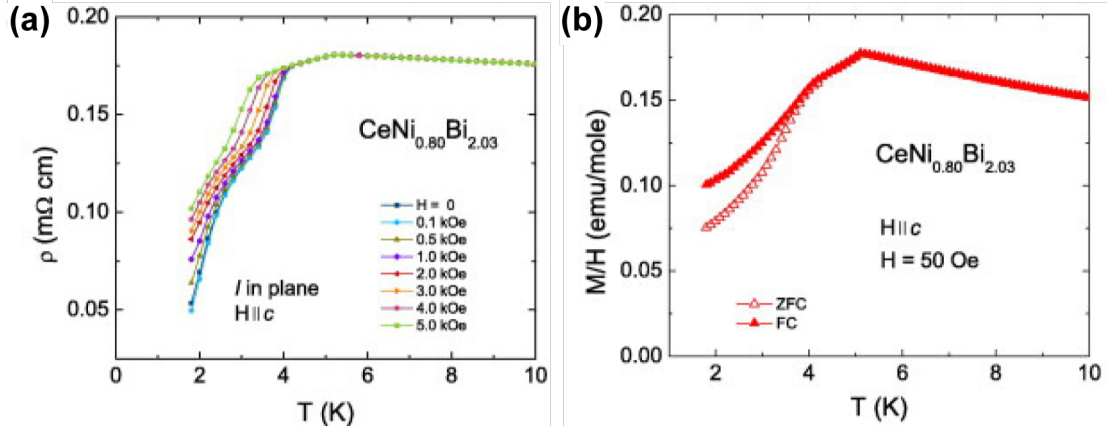 (a)
0.20
0.15
0.10
0.05
ρ (mΩ cm)
CeNi0.80Bi2.03
H = 0
0.1 kOe
0.5 kOe
1.0 kOe
2.0 kOe
3.0 kOe
4.0 kOe
5.0 kOe
I in plane
H||c
0 2 4 6 8 10
T (K)
(b)
0.20
0.15
0.10
0.05
0.00
M/H (emu/mole)
CeNi0.80Bi2.03
H||c
H = 50 Oe
ZFC
FC
2 4 6 8 10
T (K)